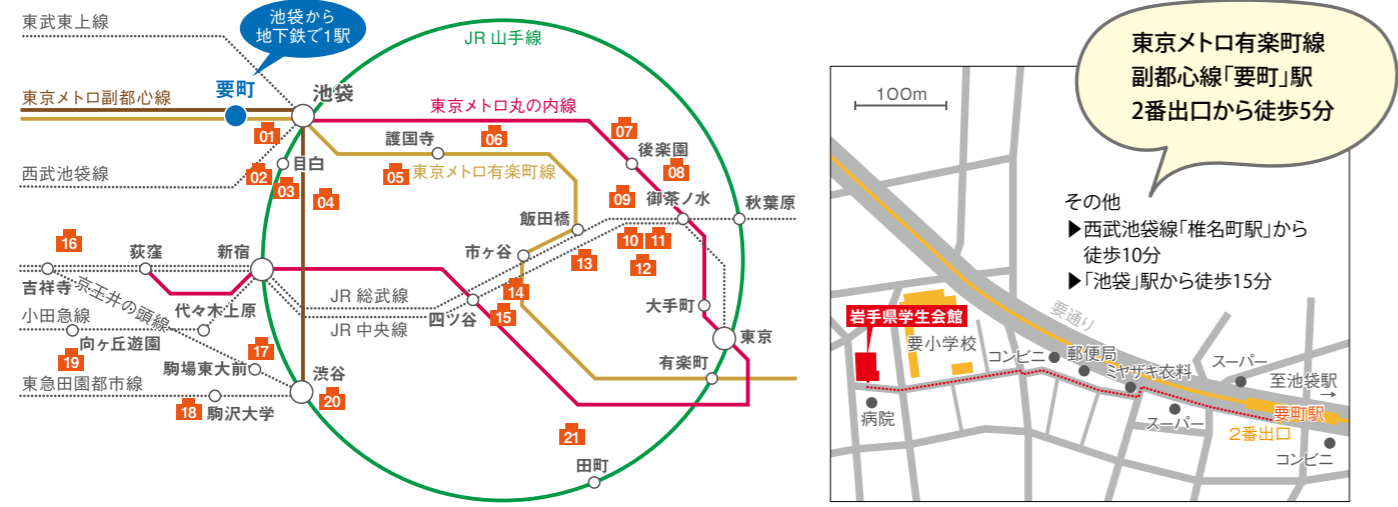 東武東上線
池袋から
地下鉄で1駅
JR 山手線
要町
池袋
東京メトロ副都心線
東京メトロ丸の内線
01
護国寺
06
07
後楽園
西武池袋線
02
目白
03
04
05
東京メトロ有楽町線
08
09
御茶ノ水
秋葉原
飯田橋
16
荻窪
新宿
市ヶ谷
13
10
11
12
吉祥寺
京王井の頭線
代々木上原
JR 総武線
JR 中央線
14
四ツ谷
15
大手町
小田急線
向ヶ丘遊園
19
駒場東大前
17
渋谷
東京
有楽町
東急田園都市線
18
駒沢大学
20
21
田町
東京メトロ有楽町線
副都心線「要町」駅
2番出口から徒歩5分
100m
その他
▶西武池袋線「椎名町駅」から
徒歩10分
▶「池袋」駅から徒歩15分
要通り
岩手県学生会館
要小学校
コンビニ
郵便局
ミヤザキ衣料
スーパー
至池袋駅
→
病院
スーパー
要町駅
2番出口
コンビニ